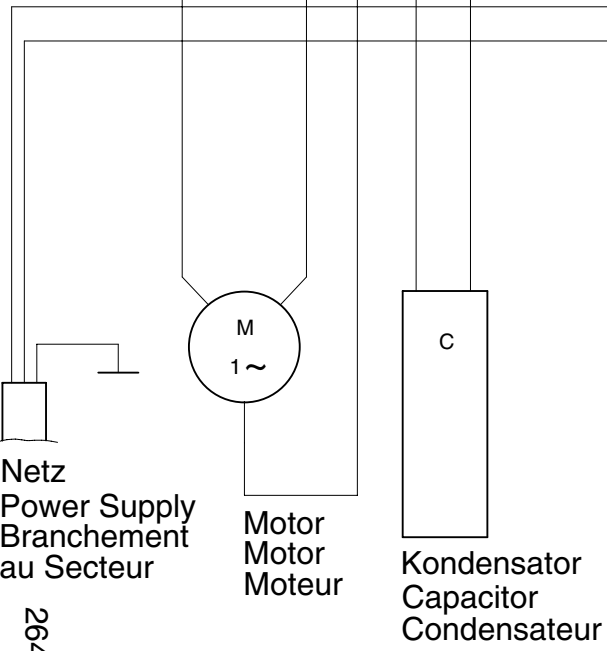 M
1~
C
Netz
Power Supply
Branchement
au Secteur
Motor
Motor
Moteur
Kondensator
Capacitor
Condensateur